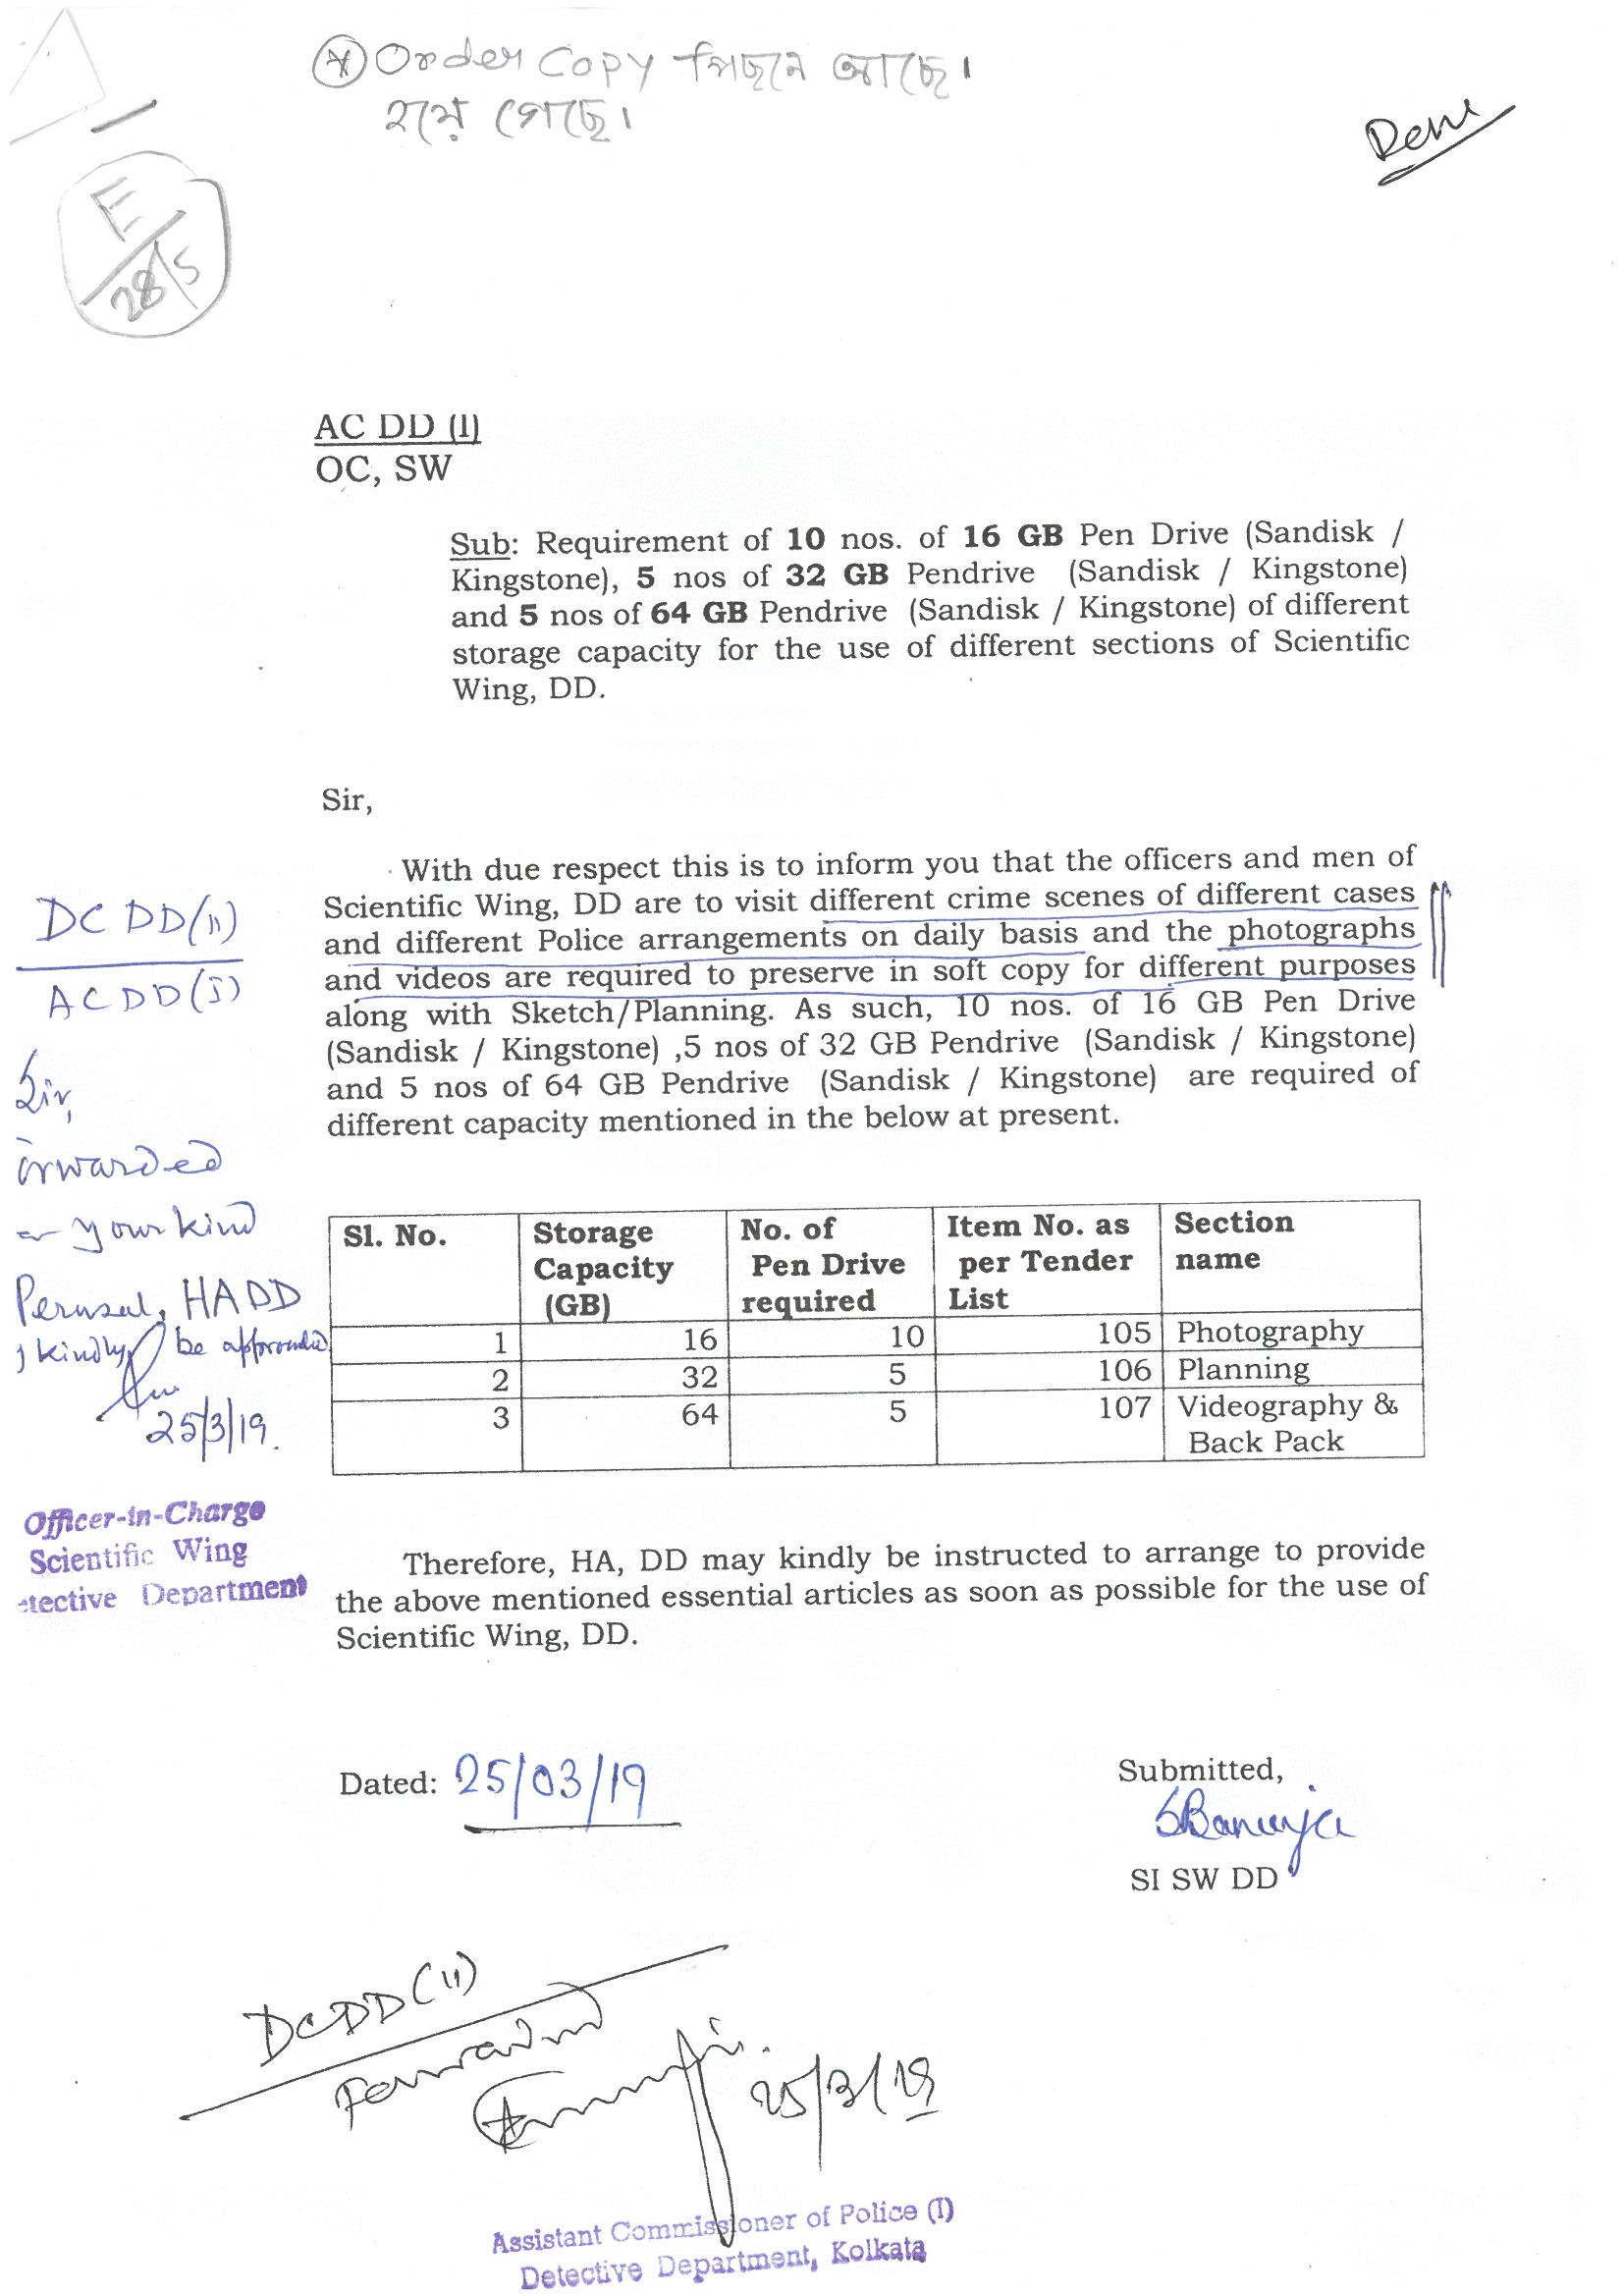 Order Copy পিছনে আছে।
হয়ে গেছে।
E
28/5
AC DD (I)
OC, SW
Sub: Requirement of 10 nos. of 16 GB Pen Drive (Sandisk /
Kingstone), 5 nos of 32 GB Pendrive (Sandisk / Kingstone)
and 5 nos of 64 GB Pendrive (Sandisk / Kingstone) of different
storage capacity for the use of different sections of Scientific
Wing, DD.
Sir,
With due respect this is to inform you that the officers and men of
Scientific Wing, DD are to visit different crime scenes of different cases
and different Police arrangements on daily basis and the photographs
and videos are required to preserve in soft copy for different purposes
along with Sketch/Planning. As such, 10 nos. of 16 GB Pen Drive
(Sandisk / Kingstone) ,5 nos of 32 GB Pendrive (Sandisk / Kingstone)
and 5 nos of 64 GB Pendrive (Sandisk / Kingstone) are required of
different capacity mentioned in the below at present.
DC DD(II)
AC DD(I)
Sir,
orwarded
your kind
Perusal, HADD
kindly be
25/3/19.
Officer-in-Charge
Scientific Wing
etective Department
Sl. No. Storage Capacity (GB) No. of Pen Drive required Item No. as per Tender List Section name
1 16 10 105 Photography
2 32 5 106 Planning
3 64 5 107 Videography & Back Pack
Therefore, HA, DD may kindly be instructed to arrange to provide
the above mentioned essential articles as soon as possible for the use of
Scientific Wing, DD.
Dated: 25/03/19
Submitted,
SBanerjee
SI SW DD
DCDD(II)
25/3/19
Assistant Commissioner of Police (I)
Detective Department, Kolkata